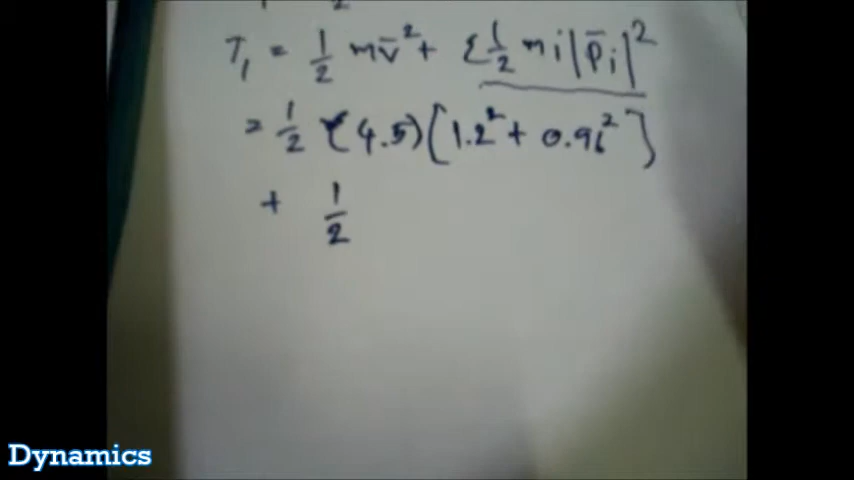 T₁ = 1/2 mv̄² + Σ 1/2 mi|ρ̄i|²
= 1/2 (4.5) [1.2² + 0.96²]
+ 1/2
Dynamics